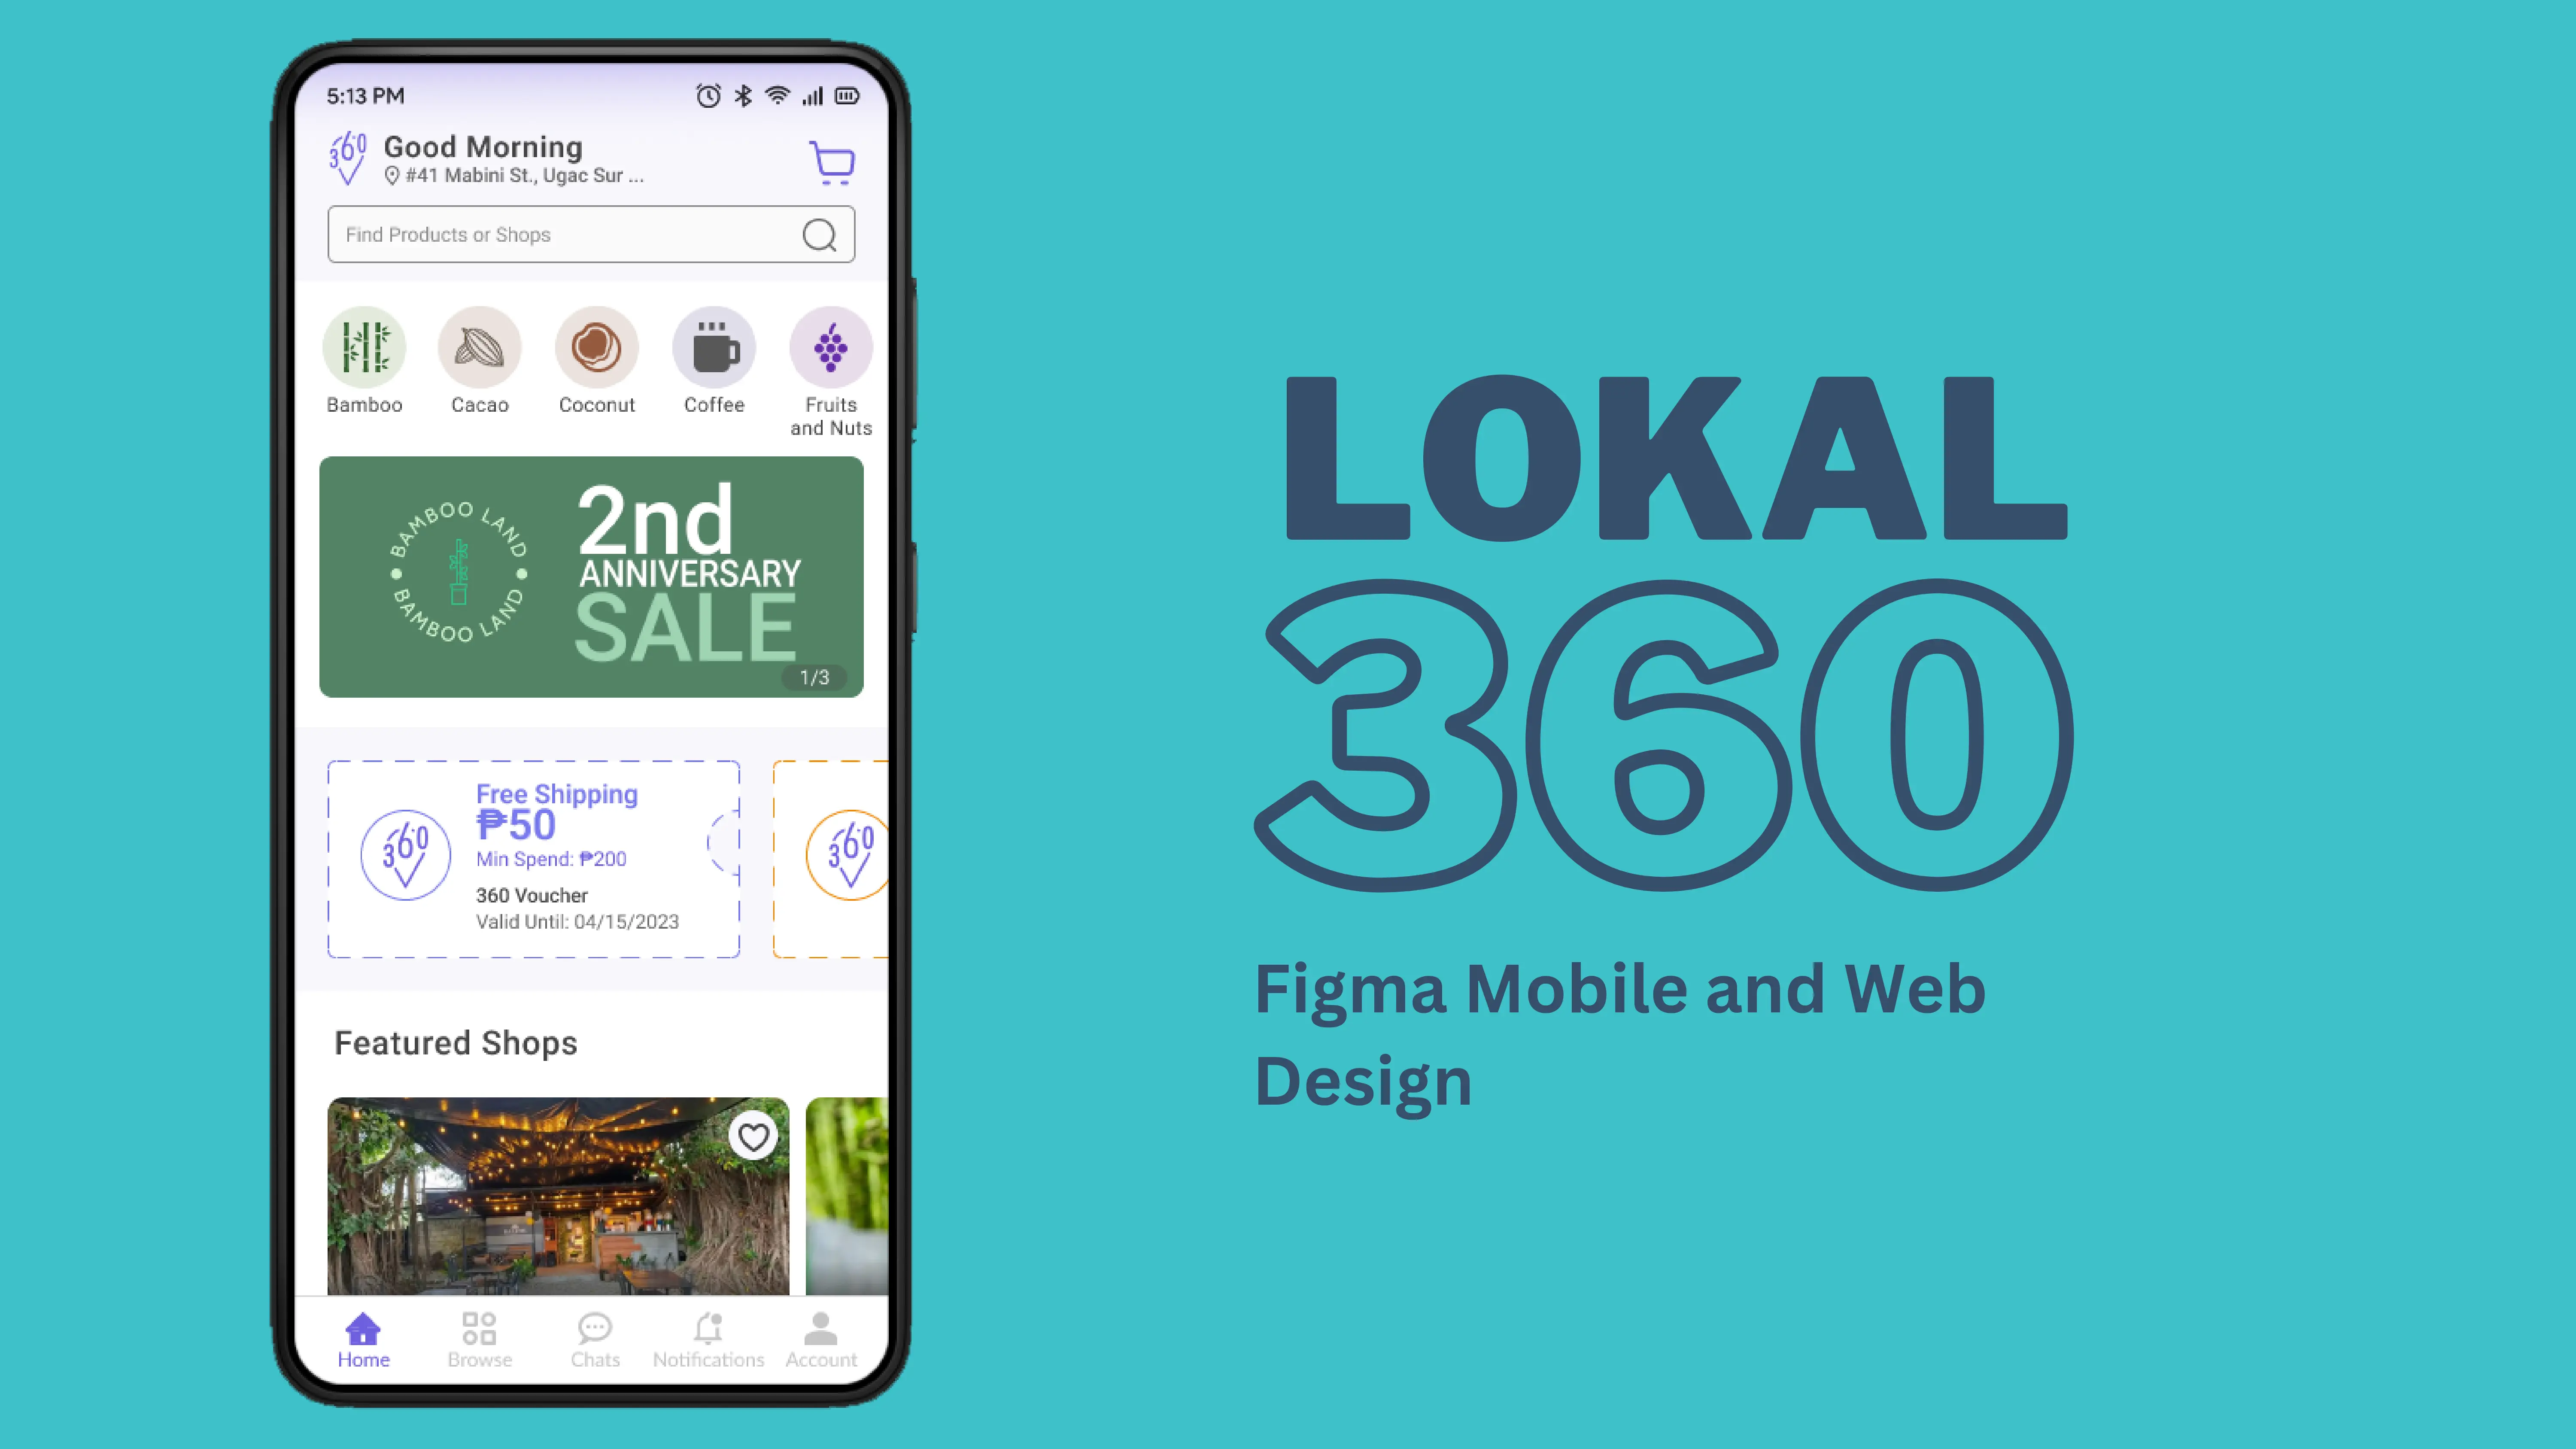 5:13 PM
360
Good Morning
#41 Mabini St., Ugac Sur ...
Find Products or Shops
Bamboo
Cacao
Coconut
Coffee
Fruits
and Nuts
BAMBOO LAND
BAMBOO LAND
2nd
ANNIVERSARY
SALE
1/3
360
Free Shipping
₱50
Min Spend: ₱200
360 Voucher
Valid Until: 04/15/2023
360
Featured Shops
Home
Browse
Chats
Notifications
Account
LOKAL
360
Figma Mobile and Web
Design